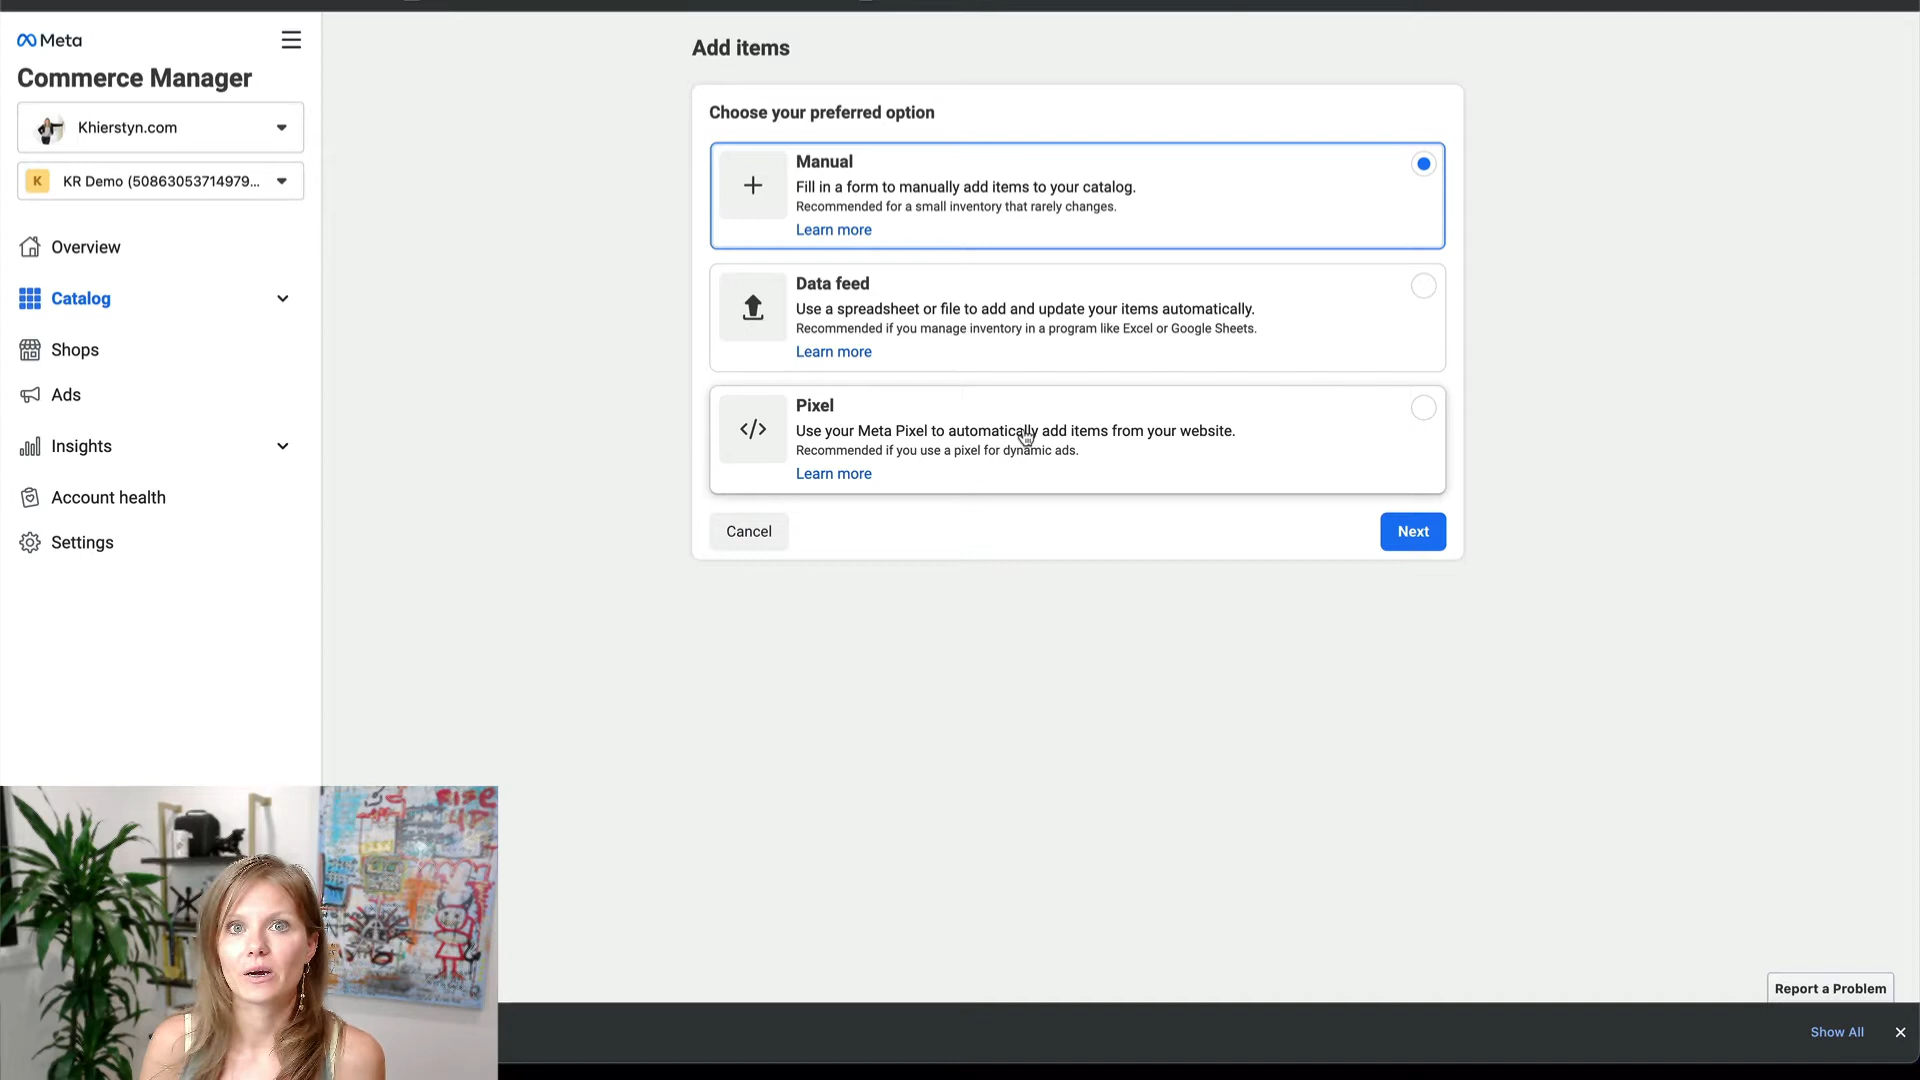 Meta
Commerce Manager
Khierstyn.com
K
KR Demo (50863053714979...
Overview
Catalog
Shops
Ads
Insights
Account health
Settings
Add items
Choose your preferred option
Manual
Fill in a form to manually add items to your catalog.
Recommended for a small inventory that rarely changes.
Learn more
Data feed
Use a spreadsheet or file to add and update your items automatically.
Recommended if you manage inventory in a program like Excel or Google Sheets.
Learn more
</>
Pixel
Use your Meta Pixel to automatically add items from your website.
Recommended if you use a pixel for dynamic ads.
Learn more
Cancel
Next
RISE
UP
Report a Problem
Show All